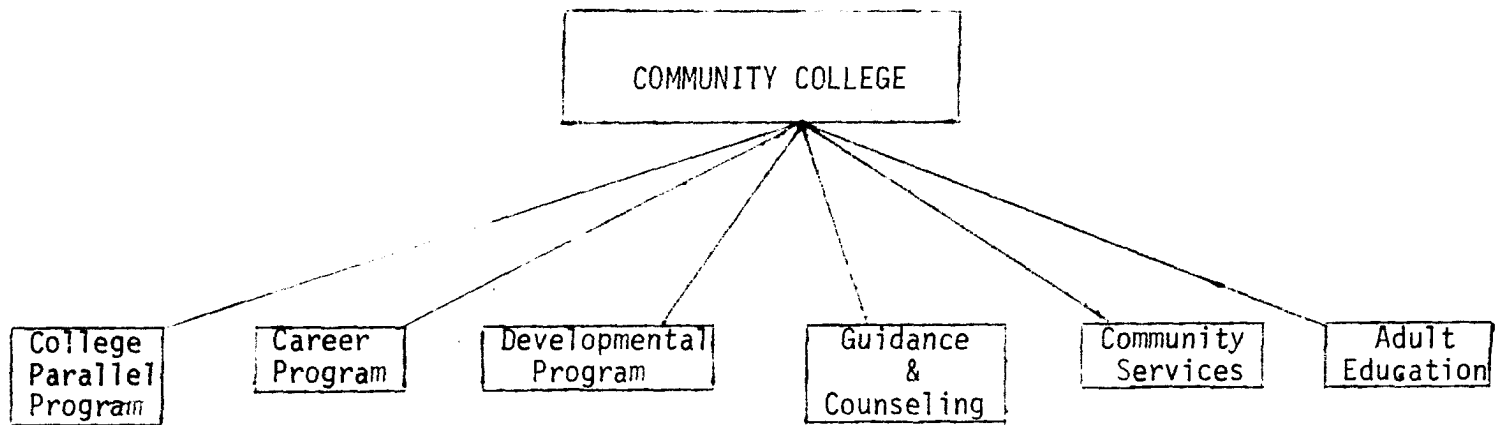 COMMUNITY COLLEGE
College
Parallel
Program
Career
Program
Developmental
Program
Guidance
&
Counseling
Community
Services
Adult
Education